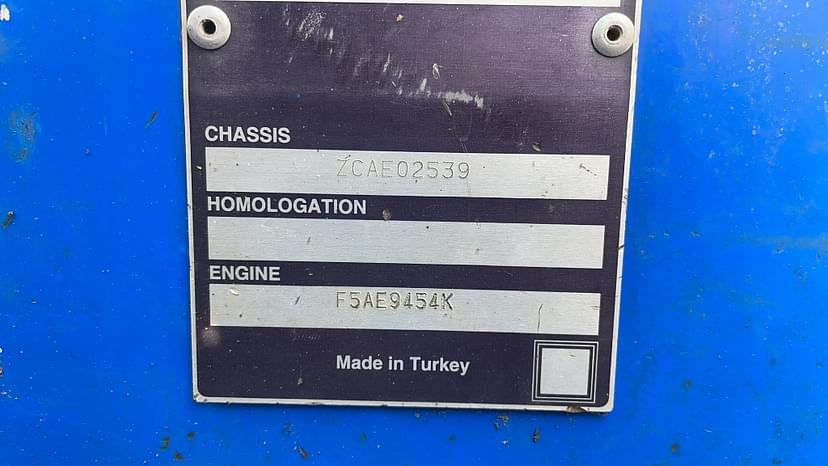 CHASSIS
ZCAE02539
HOMOLOGATION
ENGINE
F5AE9454K
Made in Turkey